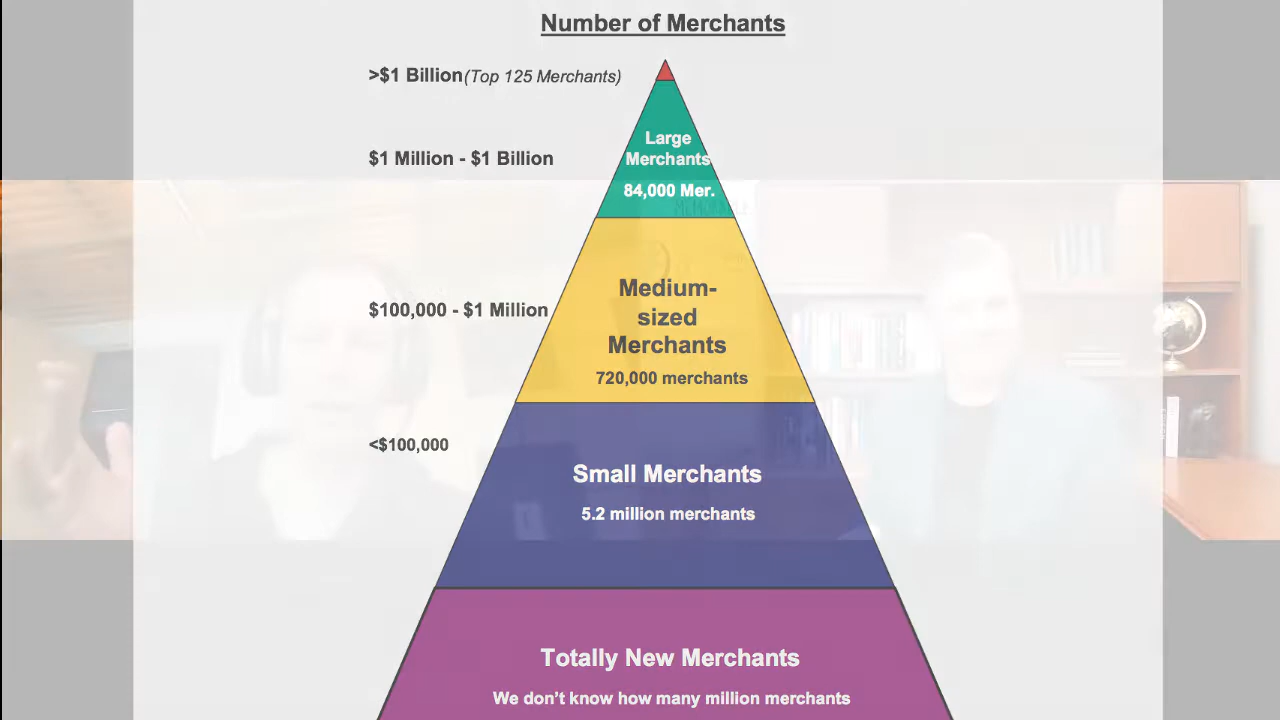 Number of Merchants
>$1 Billion(Top 125 Merchants)
$1 Million - $1 Billion
Large
Merchants
84,000 Mer.
$100,000 - $1 Million
Medium-
sized
Merchants
720,000 merchants
<$100,000
Small Merchants
5.2 million merchants
Totally New Merchants
We don’t know how many million merchants